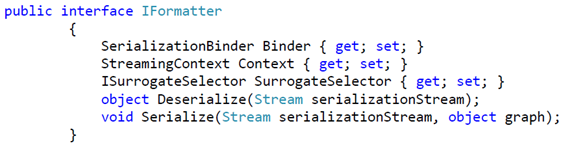 public interface IFormatter
{
SerializationBinder Binder { get; set; }
StreamingContext Context { get; set; }
ISurrogateSelector SurrogateSelector { get; set; }
object Deserialize(Stream serializationStream);
void Serialize(Stream serializationStream, object graph);
}